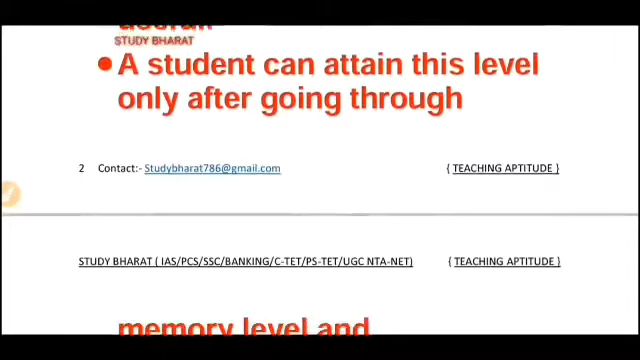 STUDY BHARAT
● A student can attain this level
only after going through
2 Contact:- Studybharat786@gmail.com { TEACHING APTITUDE }
STUDY BHARAT ( IAS/PCS/SSC/BANKING/C-TET/PS-TET/UGC NTA-NET) { TEACHING APTITUDE }
memory level and